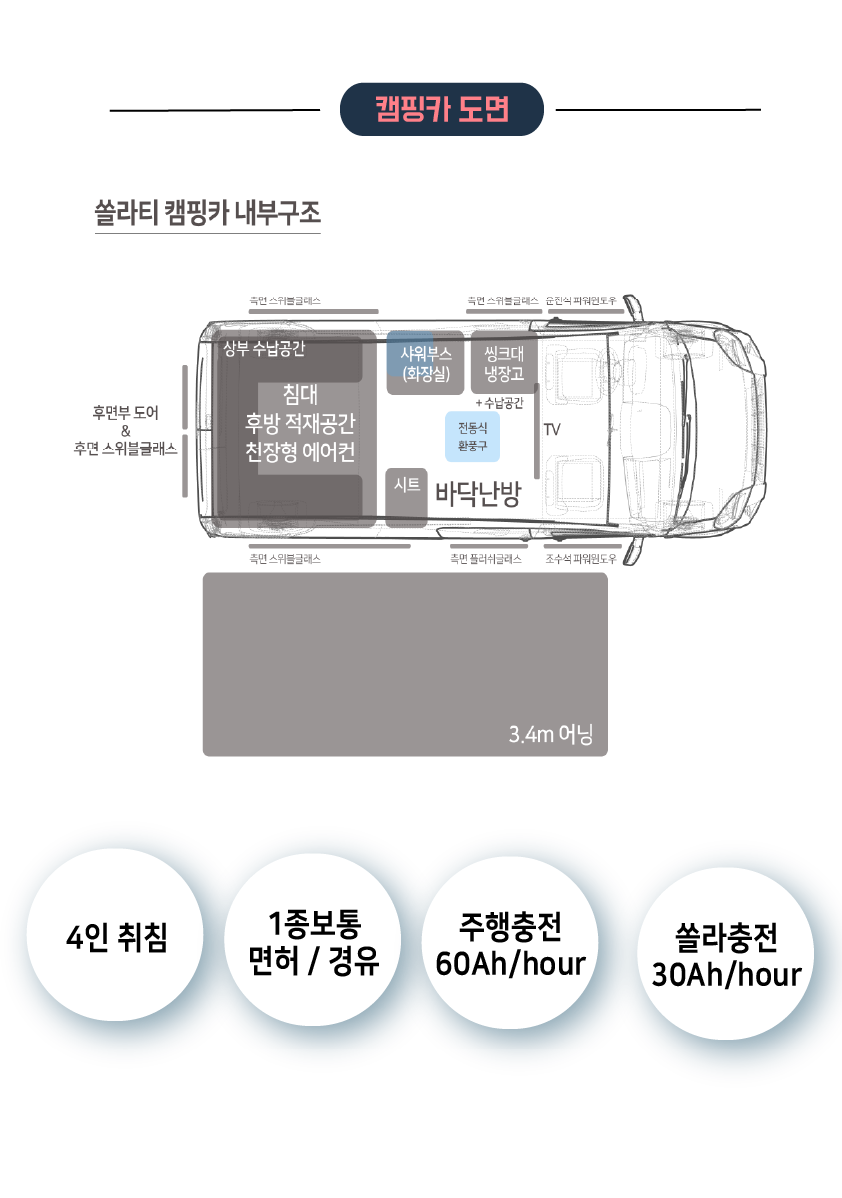 캠핑카 도면
쏠라티 캠핑카 내부구조
측면 스위블글래스
측면 스위블글래스
운전석 파워윈도우
상부 수납공간
샤워부스
(화장실)
씽크대
냉장고
+ 수납공간
침대
후방 적재공간
천장형 에어컨
후면부 도어
&
후면 스위블글래스
전동식
환풍구
TV
시트
바닥난방
측면 스위블글래스
측면 플러쉬글래스
조수석 파워윈도우
3.4m 어닝
4인 취침
1종보통
면허 / 경유
주행충전
60Ah/hour
쏠라충전
30Ah/hour